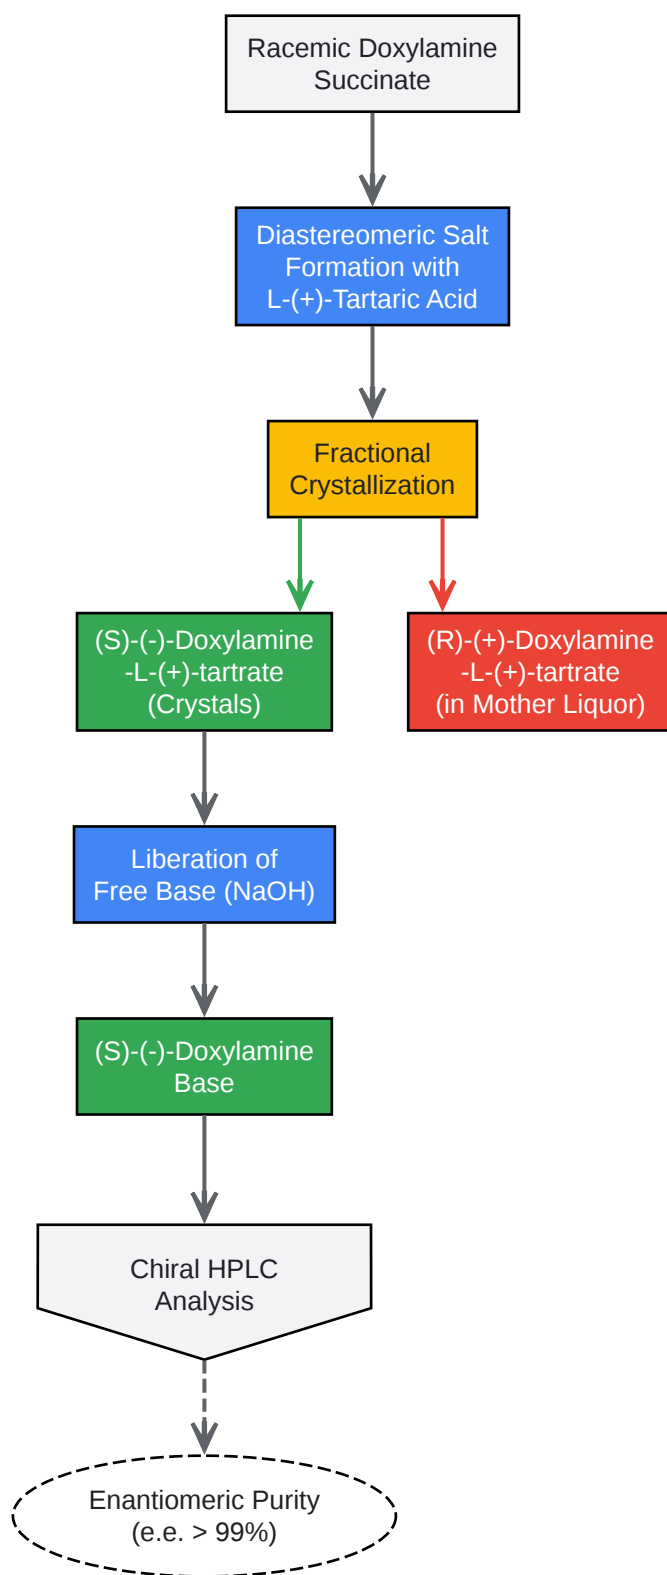 Racemic Doxylamine
Succinate
Diastereomeric Salt
Formation with
L-(+)-Tartaric Acid
Fractional
Crystallization
(S)-(-)-Doxylamine
-L-(+)-tartrate
(Crystals)
(R)-(+)-Doxylamine
-L-(+)-tartrate
(in Mother Liquor)
Liberation of
Free Base (NaOH)
(S)-(-)-Doxylamine
Base
Chiral HPLC
Analysis
Enantiomeric Purity
(e.e. > 99%)